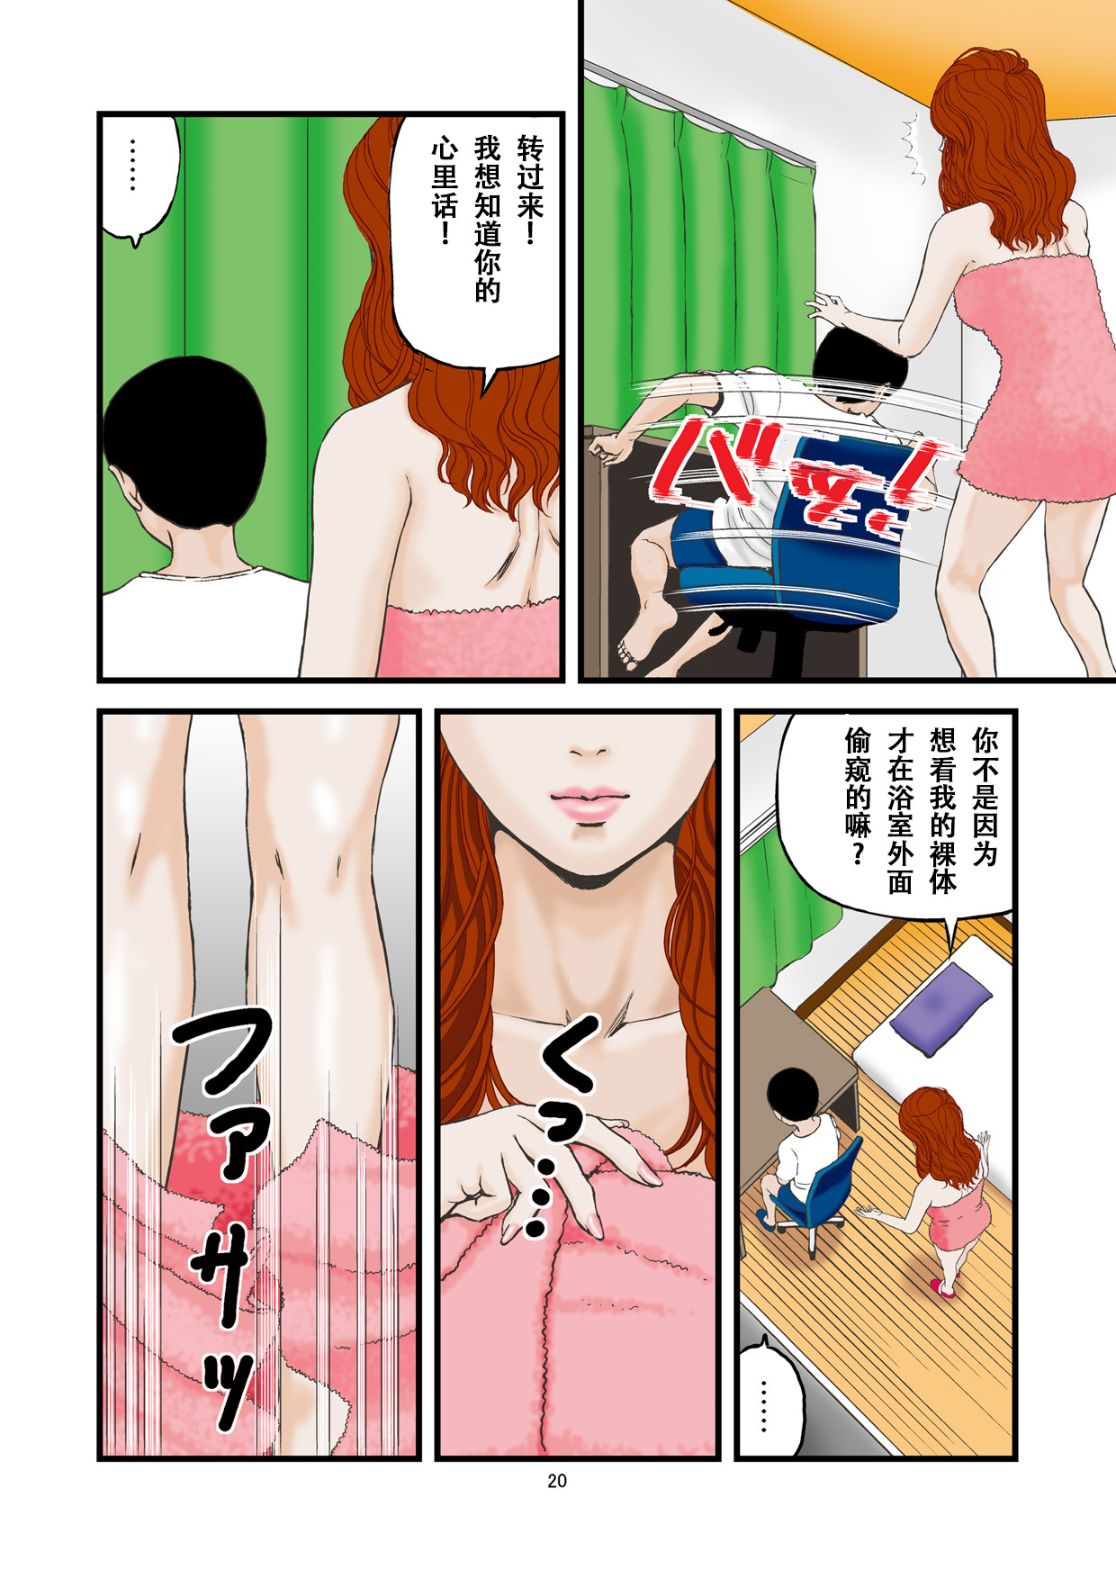 バッ！
转过来！
我想知道你的
心里话！
……
你不是因为
想看我的裸体
才在浴室外面
偷窥的嘛？
……
くっ…
ファサッ
20